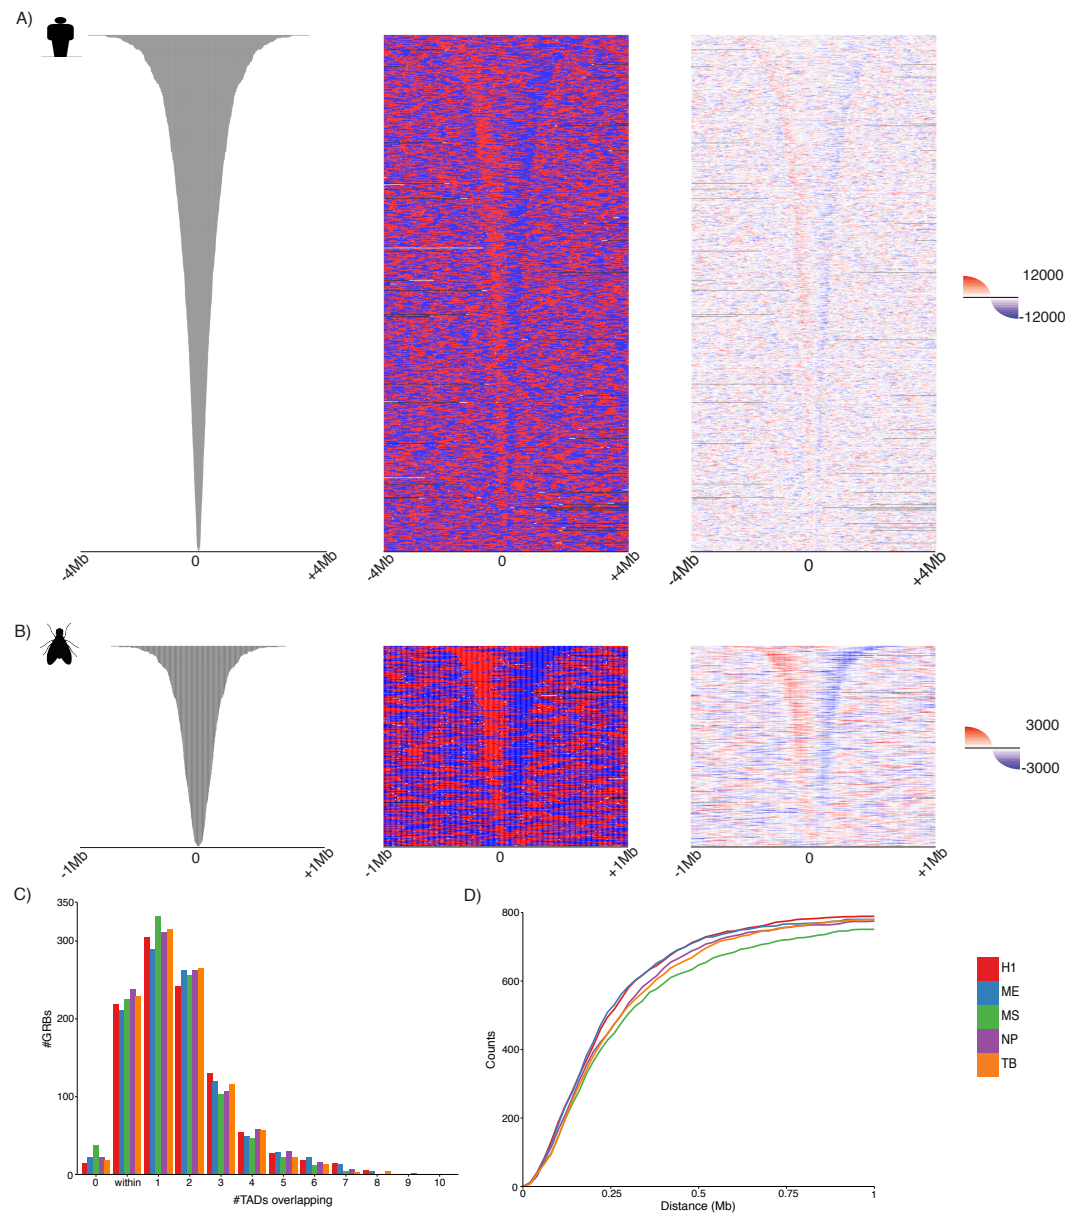 A)
12000
-12000
-4Mb 0 +4Mb
-4Mb 0 +4Mb
-4Mb 0 +4Mb
B)
3000
-3000
-1Mb 0 +1Mb
-1Mb 0 +1Mb
-1Mb 0 +1Mb
C)
350
300
200
100
0
#GRBs
0 within 1 2 3 4 5 6 7 8 9 10
#TADs overlapping
D)
800
600
400
200
0
Counts
0 0.25 0.5 0.75 1
Distance (Mb)
H1
ME
MS
NP
TB